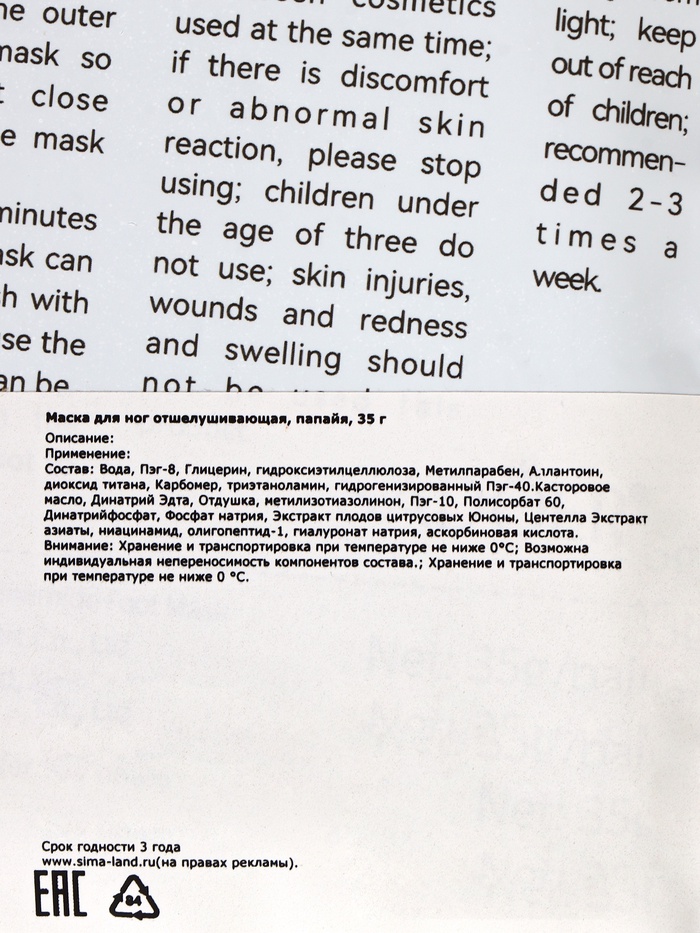 outer
so
close
mask
minutes
can
with
the
an be
cosmetics
used at the same time;
if there is discomfort
or abnormal skin
reaction, please stop
using; children under
the age of three do
not use; skin injuries,
wounds and redness
and swelling should
not
light; keep
out of reach
of children;
recommen-
ded 2-3
times a
week.
Маска для ног отшелушивающая, папайя, 35 г
Описание:
Применение:
Состав: Вода, Пэг-8, Глицерин, гидроксиэтилцеллюлоза, Метилпарабен, Аллантоин,
диоксид титана, Карбомер, триэтаноламин, гидрогенизированный Пэг-40.Касторовое
масло, Динатрий Эдта, Отдушка, метилизотиазолинон, Пэг-10, Полисорбат 60,
Динатрийфосфат, Фосфат натрия, Экстракт плодов цитрусовых Юноны, Центелла Экстракт
азиаты, ниацинамид, олигопептид-1, гиалуронат натрия, аскорбиновая кислота.
Внимание: Хранение и транспортировка при температуре не ниже 0°С; Возможна
индивидуальная непереносимость компонентов состава.; Хранение и транспортировка
при температуре не ниже 0 °С.
Срок годности 3 года
www.sima-land.ru(на правах рекламы).
EAC
84